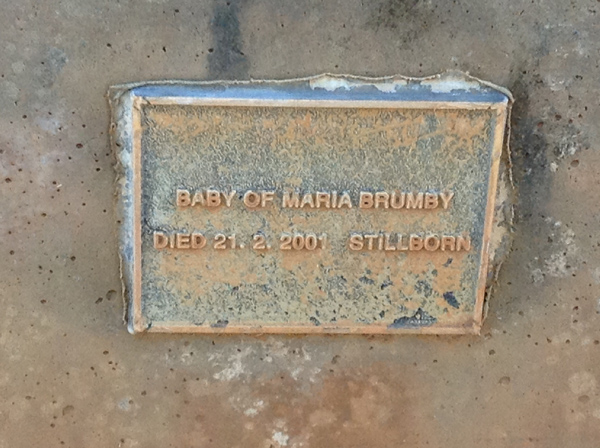 BABY OF MARIA BRUMBY
DIED 21. 2. 2001 STILLBORN